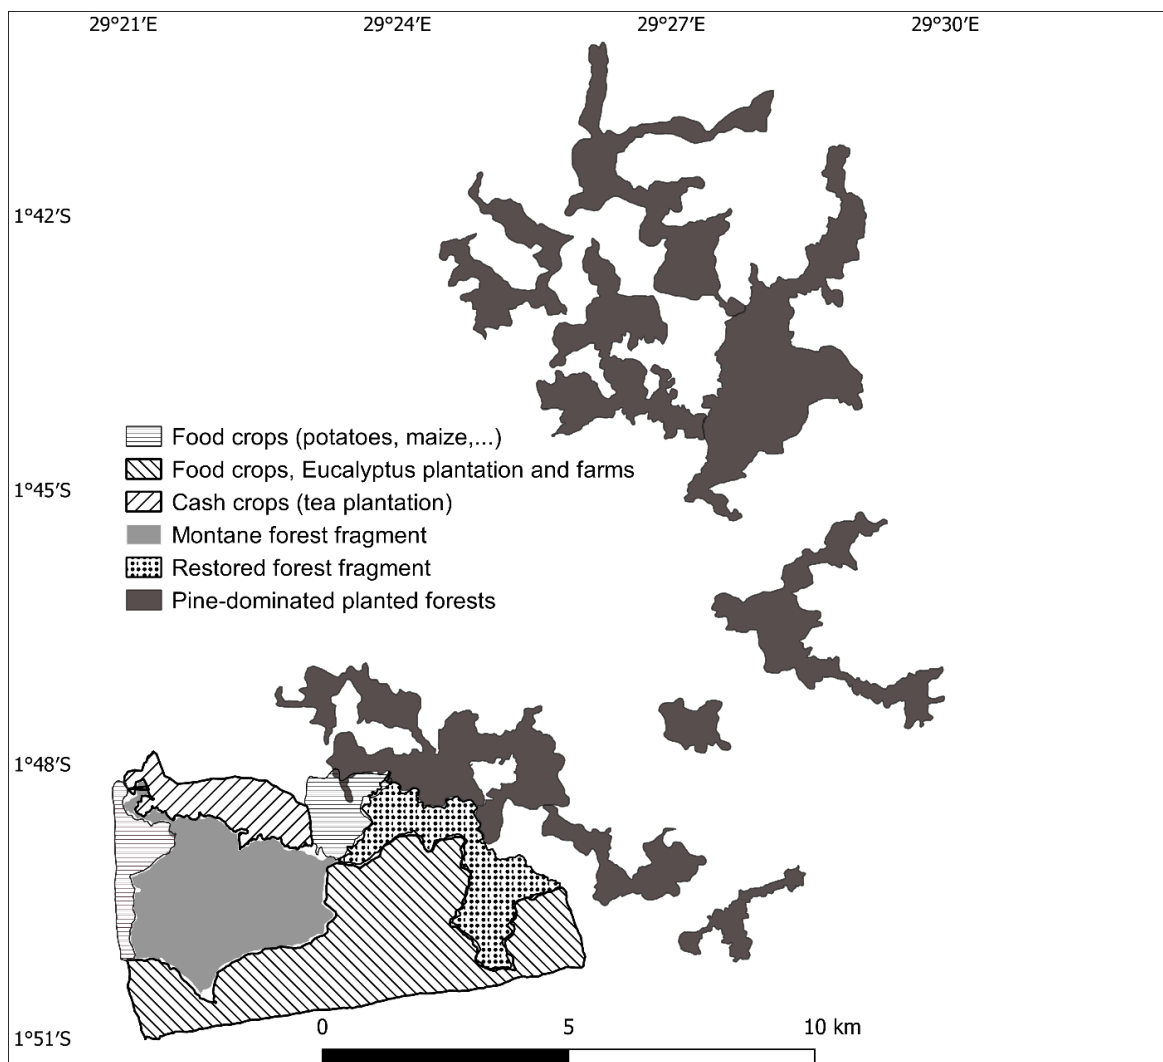 29°21′E 29°24′E 29°27′E 29°30′E
1°42′S
1°45′S
1°48′S
1°51′S
Food crops (potatoes, maize,...)
Food crops, Eucalyptus plantation and farms
Cash crops (tea plantation)
Montane forest fragment
Restored forest fragment
Pine-dominated planted forests
0 5 10 km